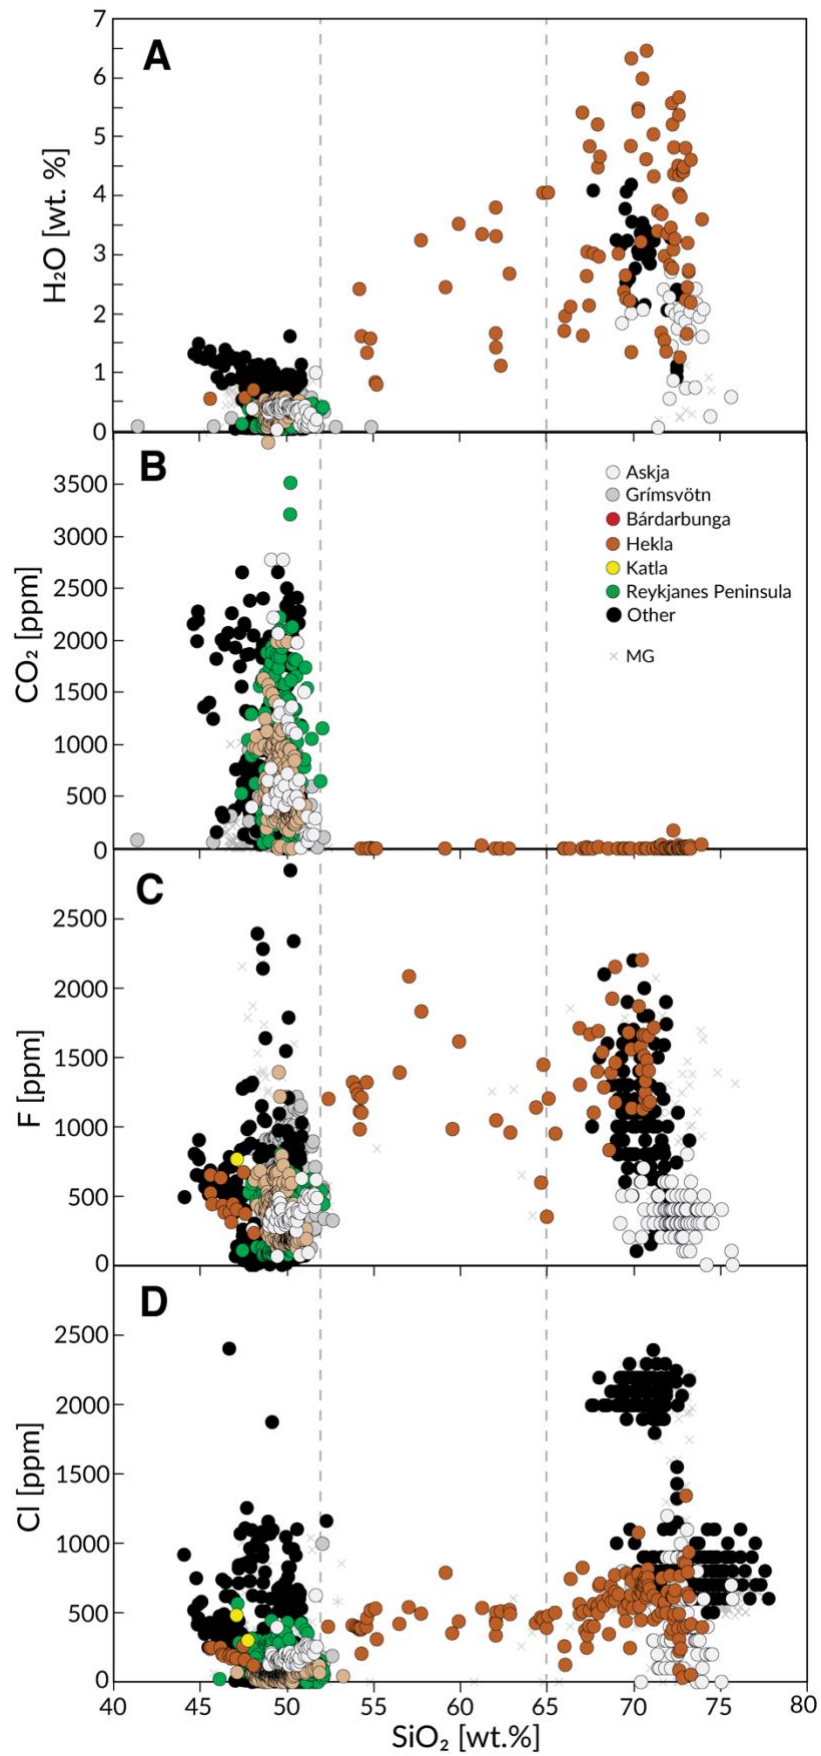 A
H₂O [wt. %]
7
6
5
4
3
2
1
0
B
CO₂ [ppm]
3500
3000
2500
2000
1500
1000
500
0
Askja
Grímsvötn
Bárdarbunga
Hekla
Katla
Reykjanes Peninsula
Other
MG
C
F [ppm]
2500
2000
1500
1000
500
0
D
Cl [ppm]
2500
2000
1500
1000
500
0
40 45 50 55 60 65 70 75 80
SiO₂ [wt.%]